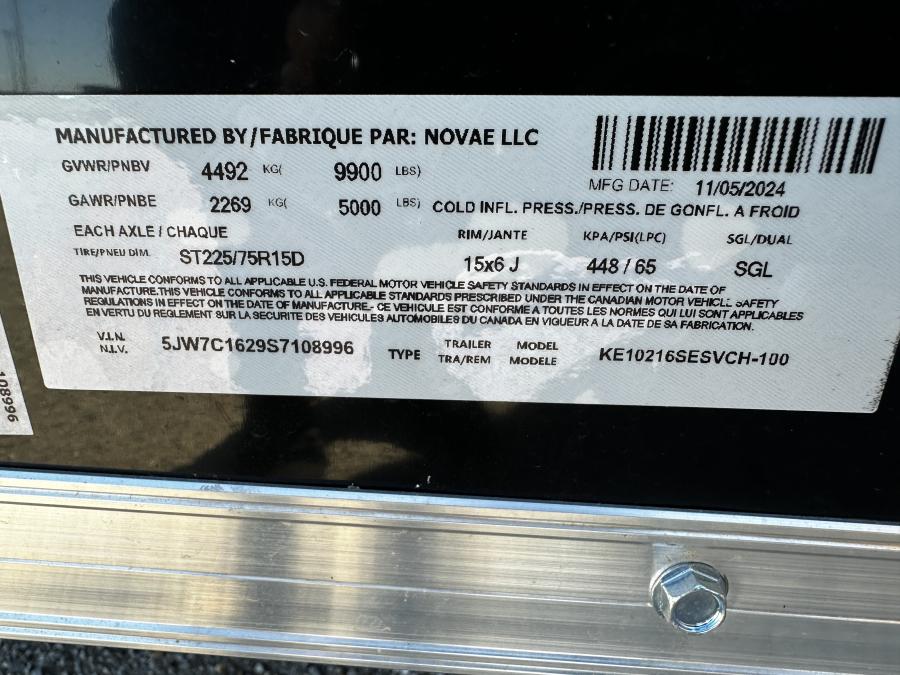 MANUFACTURED BY/FABRIQUE PAR: NOVAE LLC
GVWR/PNBV 4492 KG( 9900 LBS)
MFG DATE: 11/05/2024
GAWR/PNBE 2269 KG( 5000 LBS) COLD INFL. PRESS./PRESS. DE GONFL. A FROID
EACH AXLE / CHAQUE RIM/JANTE KPA/PSI(LPC) SGL/DUAL
TIRE/PNEU DIM. ST225/75R15D 15x6 J 448 / 65 SGL
THIS VEHICLE CONFORMS TO ALL APPLICABLE U.S. FEDERAL MOTOR VEHICLE SAFETY STANDARDS IN EFFECT ON THE DATE OF
MANUFACTURE.THIS VEHICLE CONFORMS TO ALL APPLICABLE STANDARDS PRESCRIBED UNDER THE CANADIAN MOTOR VEHICLE SAFETY
REGULATIONS IN EFFECT ON THE DATE OF MANUFACTURE.- CE VEHICULE EST CONFORME A TOUTES LES NORMES QUI LUI SONT APPLICABLES
EN VERTU DU REGLEMENT SUR LA SECURITE DES VEHICULES AUTOMOBILES DU CANADA EN VIGUEUR A LA DATE DE SA FABRICATION.
V.I.N. 5JW7C1629S7108996 TYPE TRAILER MODEL KE10216SESVCH-100
N.I.V. TRA/REM MODELE
108996